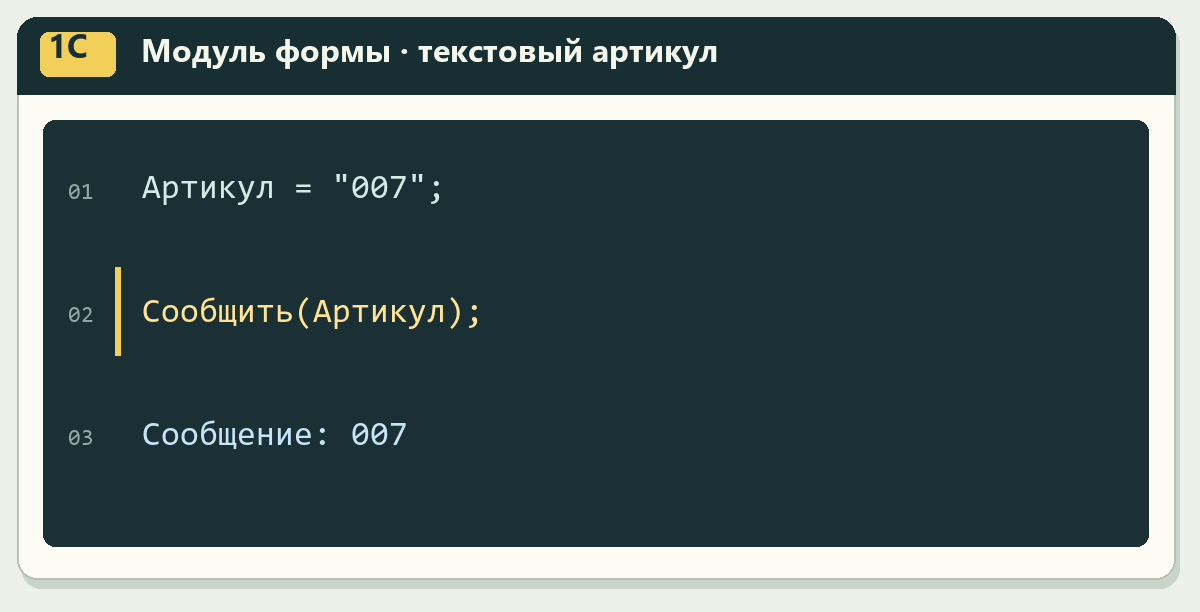 1С
Модуль формы · текстовый артикул
01 Артикул = "007";
02 Сообщить(Артикул);
03 Сообщение: 007